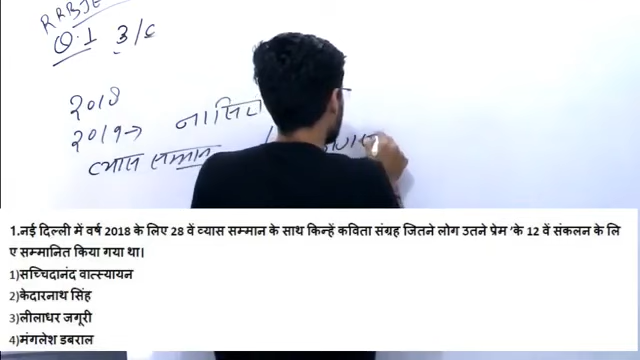 RRBJE
Q.1 3/6
2018
2019→ नासि
व्यास सम्मान
1.नई दिल्ली में वर्ष 2018 के लिए 28 वें व्यास सम्मान के साथ किन्हें कविता संग्रह जितने लोग उतने प्रेम ‘के 12 वें संकलन के लि
ए सम्मानित किया गया था।
1)सच्चिदानंद वात्स्यायन
2)केदारनाथ सिंह
3)लीलाधर जगूरी
4)मंगलेश डबराल